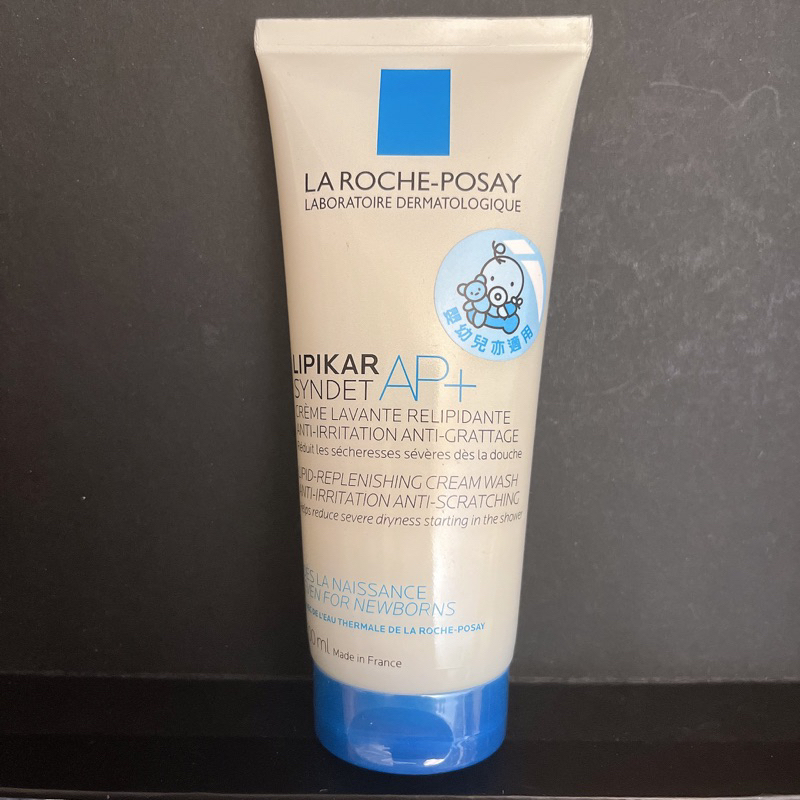 LA ROCHE-POSAY
LABORATOIRE DERMATOLOGIQUE
嬰幼兒亦適用
LIPIKAR
SYNDET AP+
CRÈME LAVANTE RELIPIDANTE
ANTI-IRRITATION ANTI-GRATTAGE
Réduit les sécheresses sévères dès la douche
LIPID-REPLENISHING CREAM WASH
ANTI-IRRITATION ANTI-SCRATCHING
Helps reduce severe dryness starting in the shower
DÈS LA NAISSANCE
EVEN FOR NEWBORNS
DE L'EAU THERMALE DE LA ROCHE-POSAY
ml Made in France